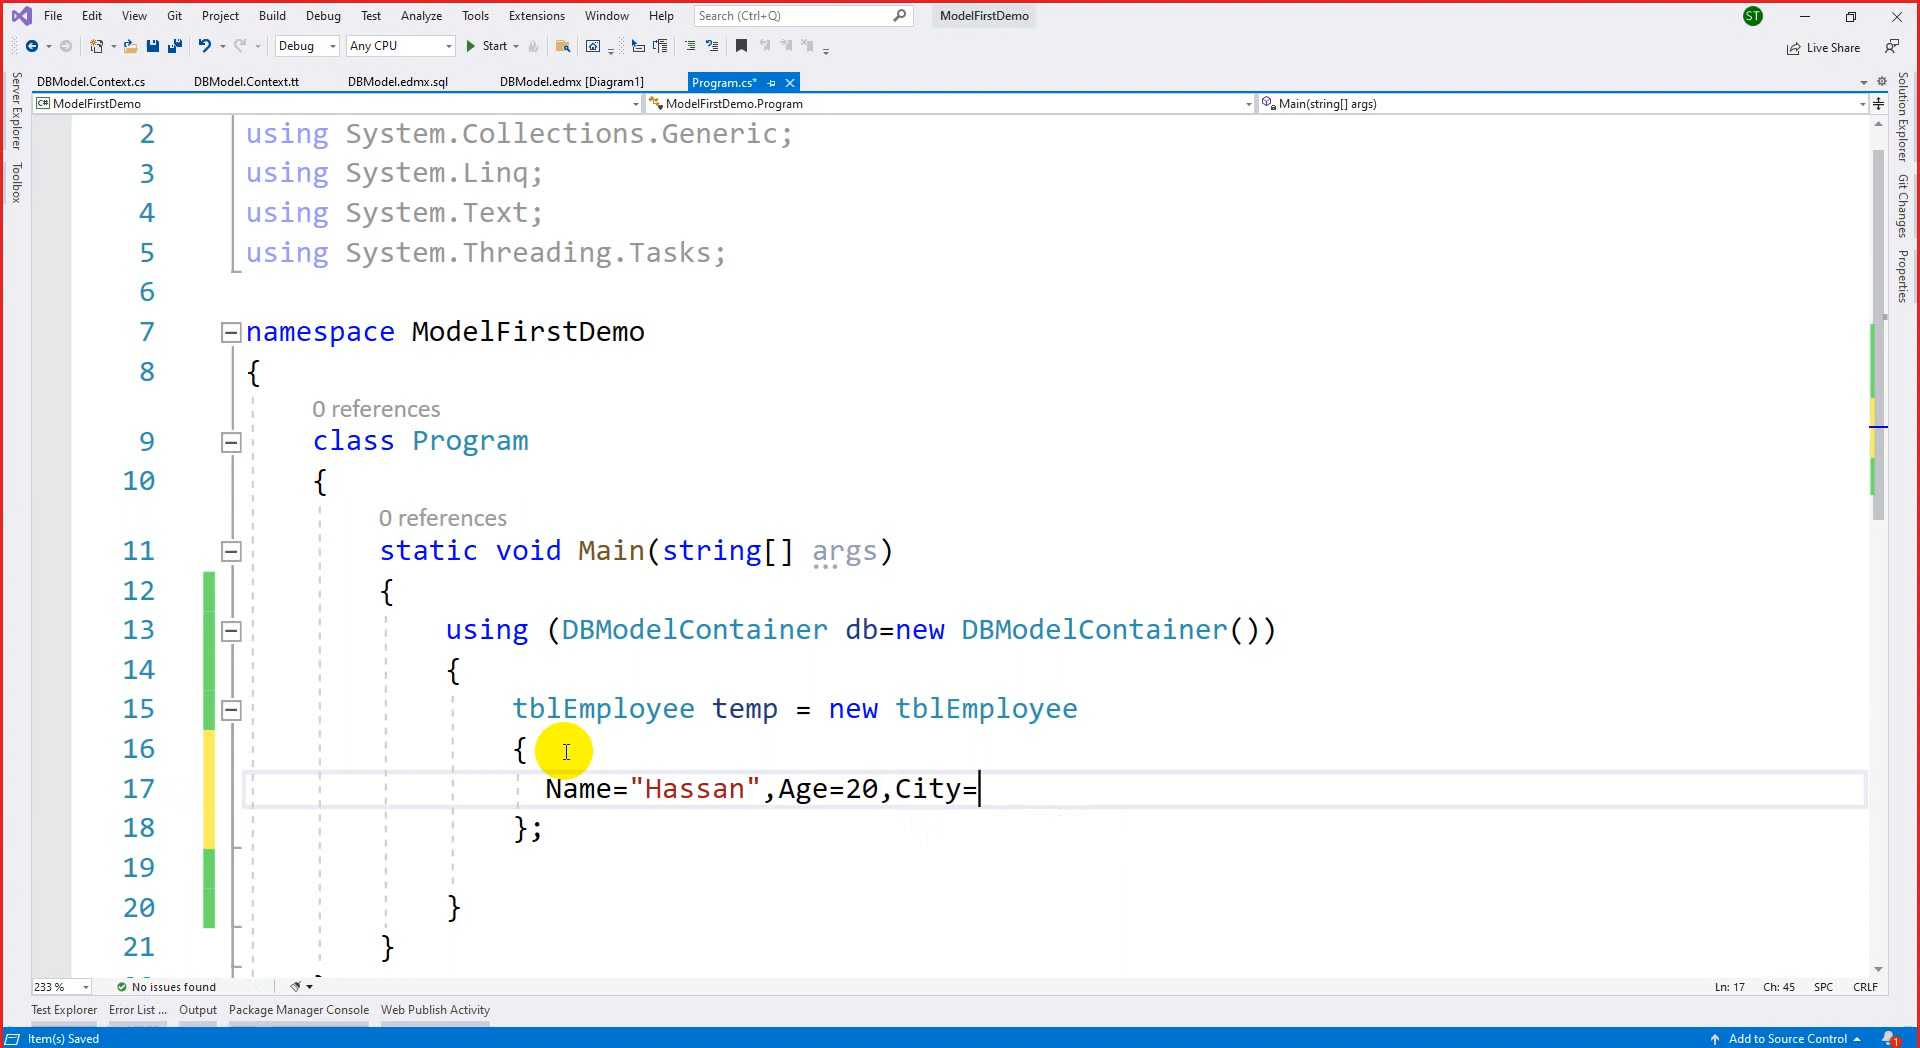 File Edit View Git Project Build Debug Test Analyze Tools Extensions Window Help Search (Ctrl+Q) ModelFirstDemo ST
Debug Any CPU Start Live Share
DBModel.Context.cs DBModel.Context.tt DBModel.edmx.sql DBModel.edmx [Diagram1] Program.cs*
C# ModelFirstDemo ModelFirstDemo.Program Main(string[] args)
Server Explorer
Toolbox
Solution Explorer
Git Changes
Properties
2 using System.Collections.Generic;
3 using System.Linq;
4 using System.Text;
5 using System.Threading.Tasks;
6
7 namespace ModelFirstDemo
8 {
0 references
9 class Program
10 {
0 references
11 static void Main(string[] args)
12 {
13 using (DBModelContainer db=new DBModelContainer())
14 {
15 tblEmployee temp = new tblEmployee
16 {
17 Name="Hassan",Age=20,City=
18 };
19
20 }
21 }
233 % No issues found Ln: 17 Ch: 45 SPC CRLF
Test Explorer Error List ... Output Package Manager Console Web Publish Activity
Item(s) Saved Add to Source Control 1